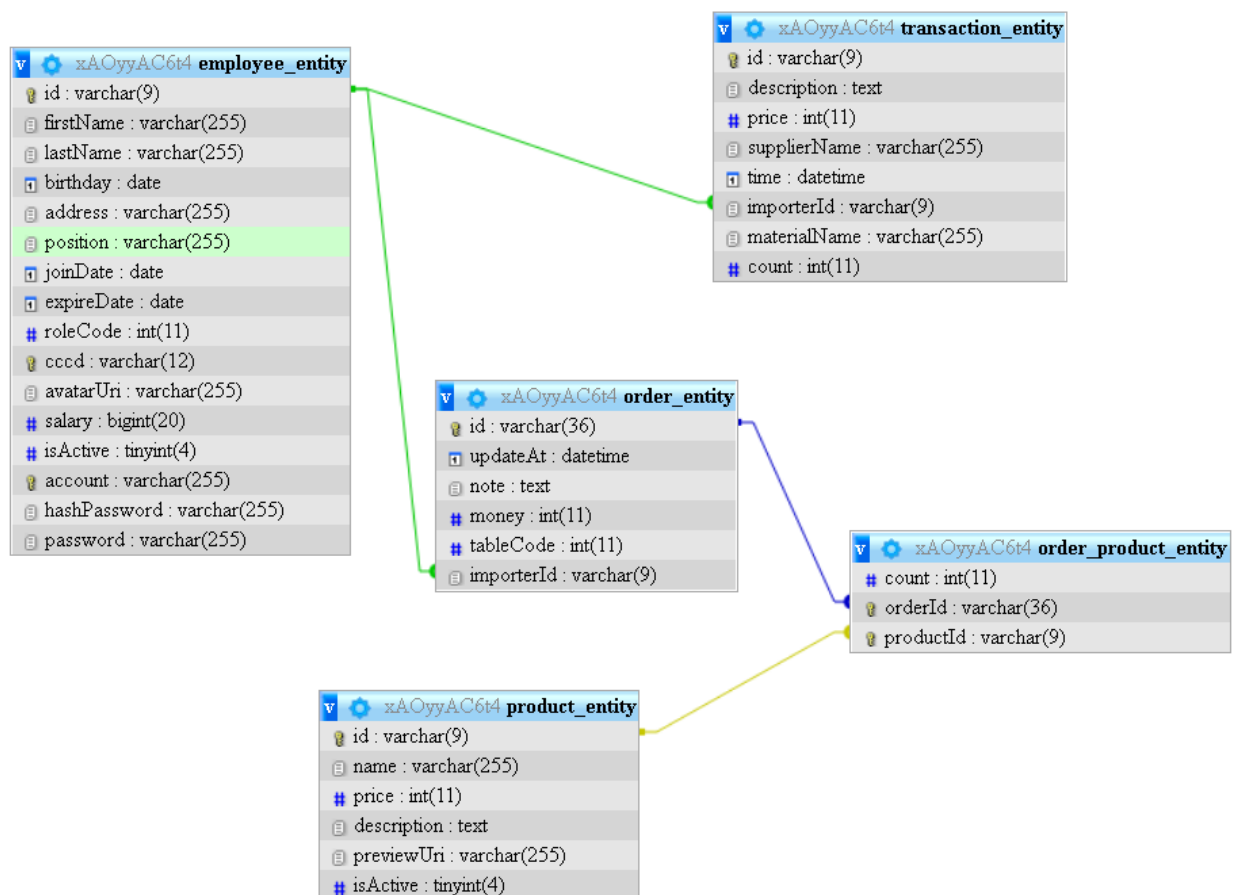 v xAOyyAC6t4 employee_entity
id : varchar(9)
firstName : varchar(255)
lastName : varchar(255)
birthday : date
address : varchar(255)
position : varchar(255)
joinDate : date
expireDate : date
roleCode : int(11)
cccd : varchar(12)
avatarUri : varchar(255)
salary : bigint(20)
isActive : tinyint(4)
account : varchar(255)
hashPassword : varchar(255)
password : varchar(255)
v xAOyyAC6t4 transaction_entity
id : varchar(9)
description : text
price : int(11)
supplierName : varchar(255)
time : datetime
importerId : varchar(9)
materialName : varchar(255)
count : int(11)
v xAOyyAC6t4 order_entity
id : varchar(36)
updateAt : datetime
note : text
money : int(11)
tableCode : int(11)
importerId : varchar(9)
v xAOyyAC6t4 order_product_entity
count : int(11)
orderId : varchar(36)
productId : varchar(9)
v xAOyyAC6t4 product_entity
id : varchar(9)
name : varchar(255)
price : int(11)
description : text
previewUri : varchar(255)
isActive : tinyint(4)